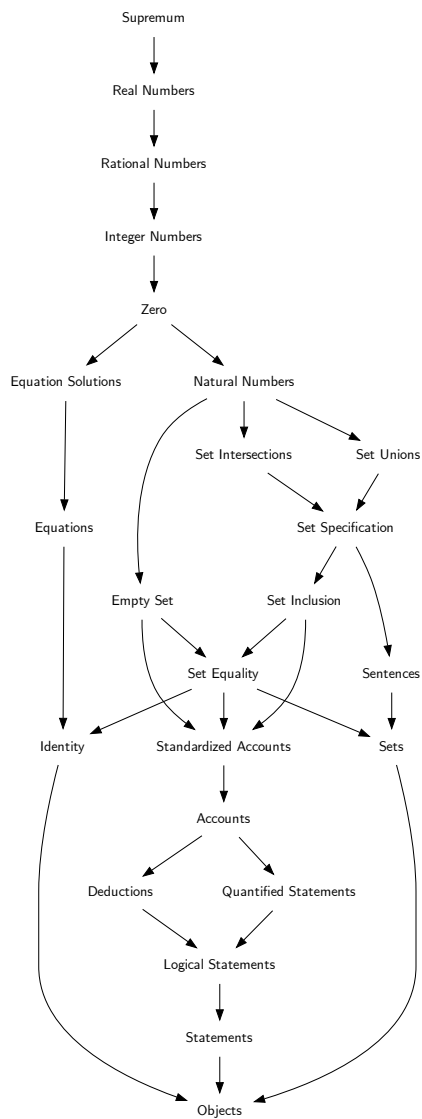 Supremum
Real Numbers
Rational Numbers
Integer Numbers
Zero
Equation Solutions
Natural Numbers
Set Intersections
Set Unions
Equations
Set Specification
Empty Set
Set Inclusion
Set Equality
Sentences
Identity
Standardized Accounts
Sets
Accounts
Deductions
Quantified Statements
Logical Statements
Statements
Objects